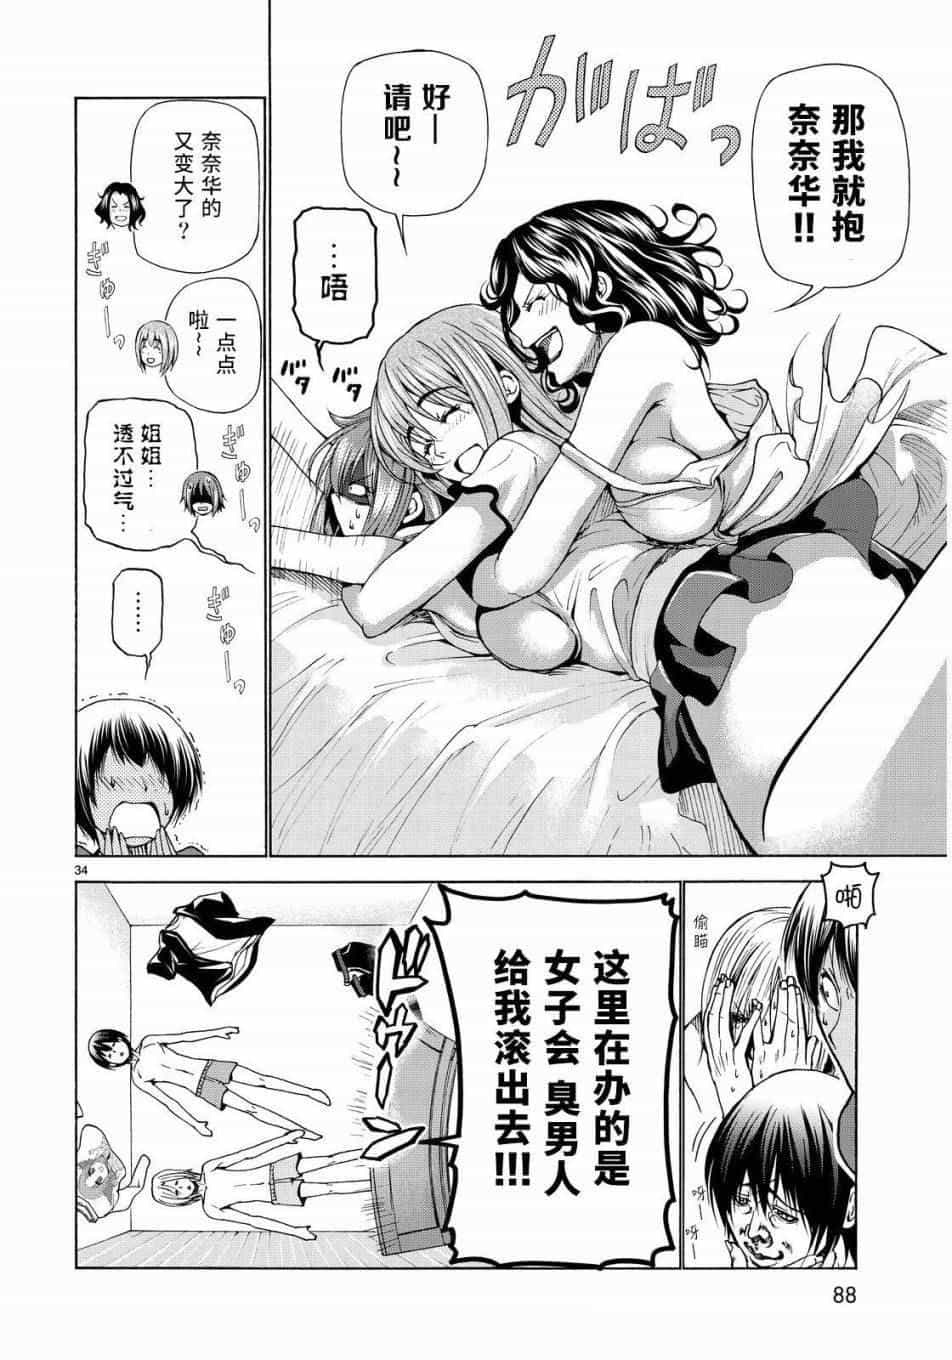 那我就抱
奈奈华!!
がばっ
好—
请吧~
…唔
バタ
バタ
奈奈华的
又变大了?
ぎゅーっ
一点点
啦~
姐姐…
透不过气…
ぎゅーっ
ぎゅーっ
……
34
啪
偷瞄
呀—
呀—
这里在办的是
女子会 臭男人
给我滚出去!!!
ドドド
88